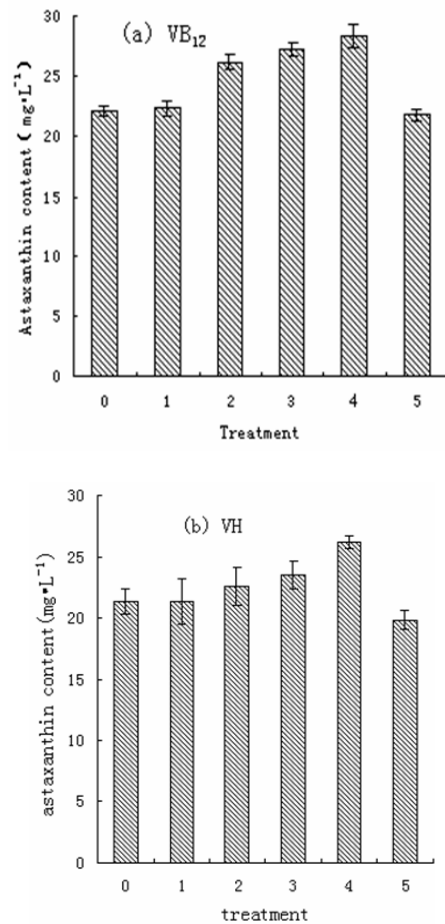 (a) VB₁₂
Astaxanthin content(mg•L⁻¹)
30
25
20
15
10
5
0
0 1 2 3 4 5
Treatment
(b) VH
astaxanthin content(mg•L⁻¹)
30
25
20
15
10
5
0
0 1 2 3 4 5
treatment